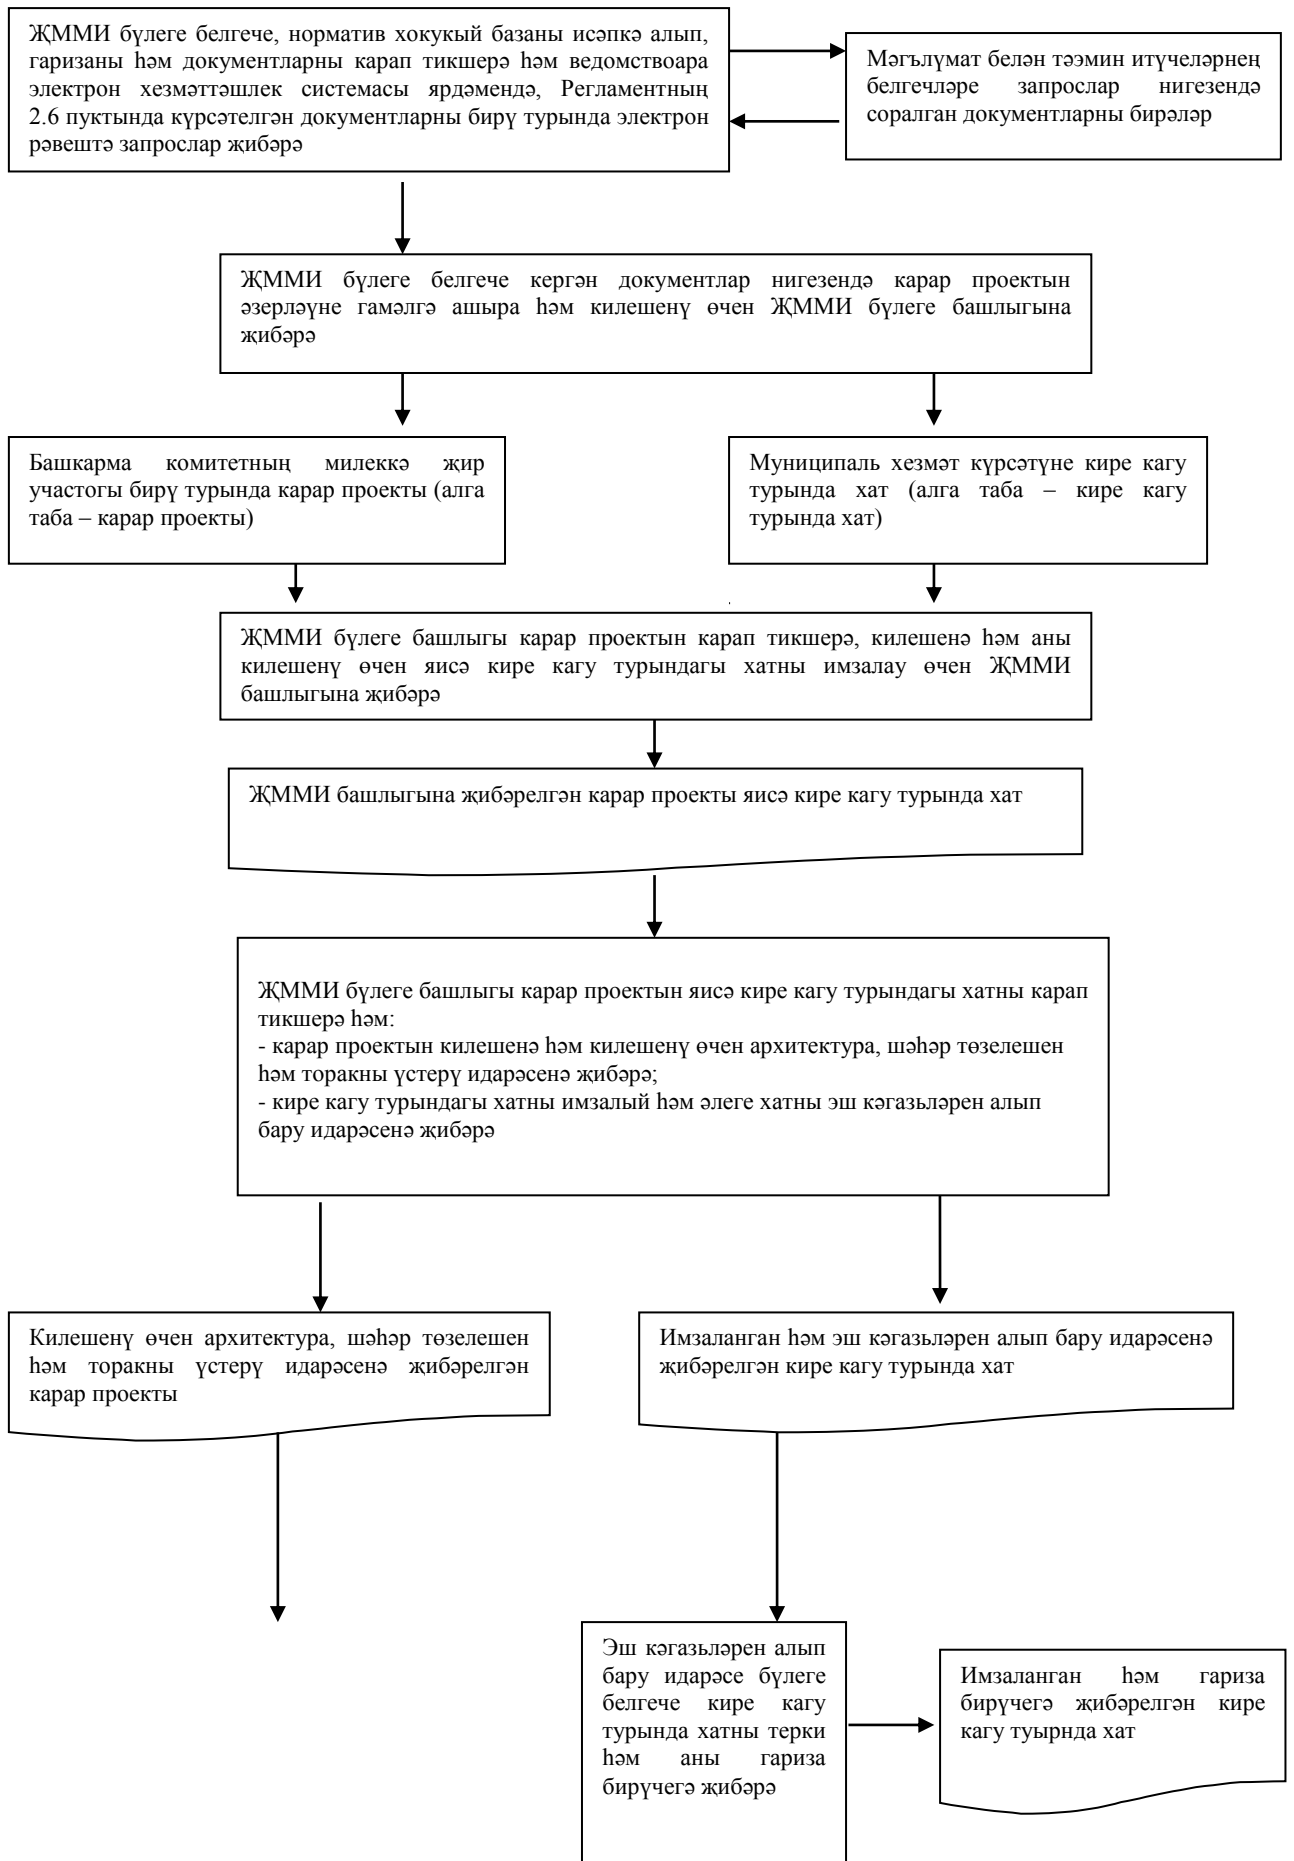 ҖММИ бүлеге белгече, норматив хокукый базаны исәпкә алып,
гаризаны һәм документларны карап тикшерә һәм ведомствоара
электрон хезмәттәшлек системасы ярдәмендә, Регламентның
2.6 пуктында күрсәтелгән документларны бирү турында электрон
рәвештә запрослар җибәрә
Мәгълүмат белән тәэмин итүчеләрнең
белгечләре запрослар нигезендә
соралган документларны бирәләр
ҖММИ бүлеге белгече кергән документлар нигезендә карар проектын
әзерләүне гамәлгә ашыра һәм килешенү өчен ҖММИ бүлеге башлыгына
җибәрә
Башкарма комитетның милеккә җир
участогы бирү турында карар проекты (алга
таба – карар проекты)
Муниципаль хезмәт күрсәтүне кире кагу
турында хат (алга таба – кире кагу
турында хат)
ҖММИ бүлеге башлыгы карар проектын карап тикшерә, килешенә һәм аны
килешенү өчен яисә кире кагу турындагы хатны имзалау өчен ҖММИ
башлыгына җибәрә
ҖММИ башлыгына җибәрелгән карар проекты яисә кире кагу турында хат
ҖММИ бүлеге башлыгы карар проектын яисә кире кагу турындагы хатны карап
тикшерә һәм:
- карар проектын килешенә һәм килешенү өчен архитектура, шәһәр төзелешен
һәм торакны үстерү идарәсенә җибәрә;
- кире кагу турындагы хатны имзалый һәм әлеге хатны эш кәгазьләрен алып
бару идарәсенә җибәрә
Килешенү өчен архитектура, шәһәр төзелешен
һәм торакны үстерү идарәсенә җибәрелгән
карар проекты
Имзаланган һәм эш кәгазьләрен алып бару идарәсенә
җибәрелгән кире кагу турында хат
Эш кәгазьләрен алып
бару идарәсе бүлеге
белгече кире кагу
турында хатны терки
һәм аны гариза
бирүчегә җибәрә
Имзаланган һәм гариза
бирүчегә җибәрелгән кире
кагу туырнда хат